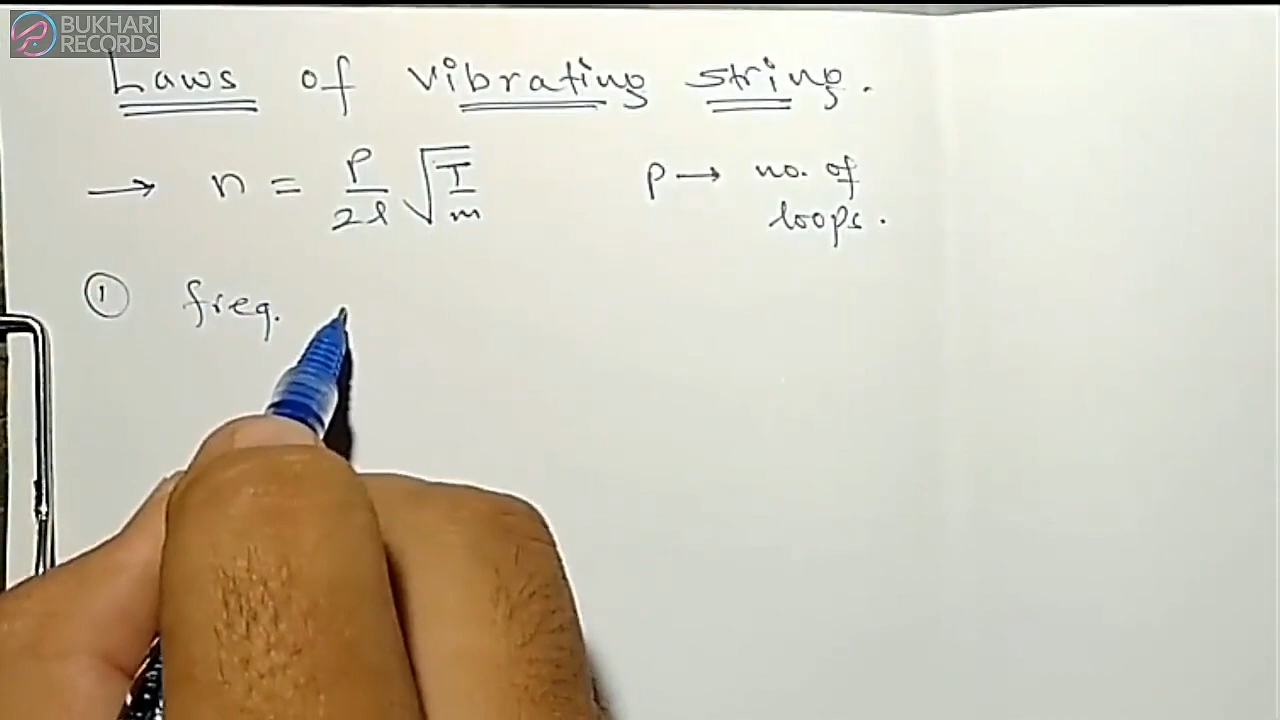 BUKHARI
RECORDS
Laws of vibrating string.
→ n = P/2l √T/m
p → no. of
loops.
① freq.